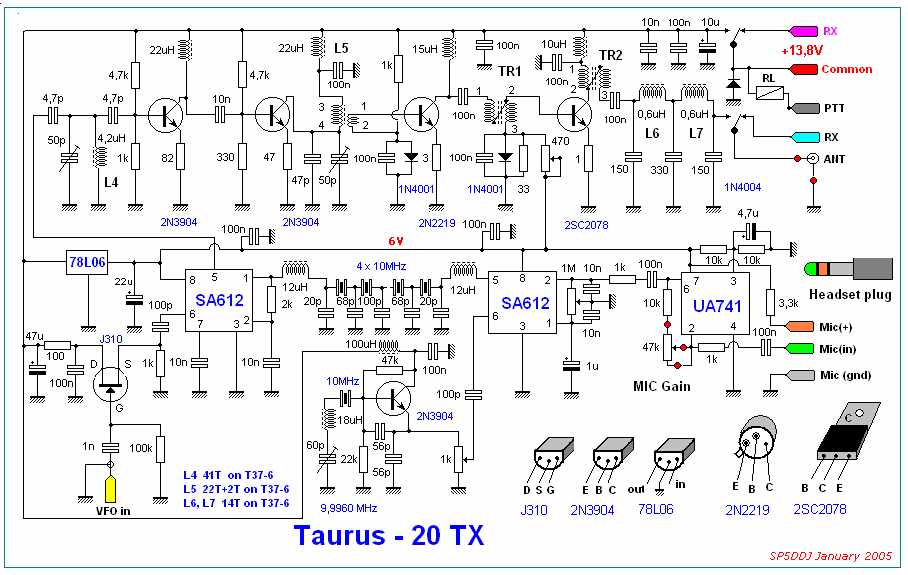 10n 100n 10u
RX
+13,8V
Common
RL
PTT
RX
ANT
1N4004
22uH
4,7k
4,7p
4,7p
50p
4,2uH
L4
1k
82
2N3904
10n
4,7k
330
47
2N3904
22uH
100n
L5
3
4
1
2
47p
50p
1k
100n
1N4001
3
2N2219
15uH
100n
100n
TR1
1
2
3
100n
1N4001
33
10uH
100n
TR2
2
1
3
470
1
2SC2078
100n
0,6uH
L6
0,6uH
L7
150
330
150
78L06
22u
100n
6V
100n
100p
8
5
1
SA612
6
7
3
2
10n
10n
2k
12uH
4 x 10MHz
20p
68p
100p
68p
20p
12uH
8
5
1
SA612
6
3
2
1M
10n
10n
1u
1k
100n
4,7u
10k
10k
6
7
3
UA741
2
4
10k
47k
MIC Gain
1k
100n
3,3k
Headset plug
Mic(+)
Mic(in)
Mic (gnd)
47u
100
100n
J310
D
S
G
1k
1n
100k
VFO in
100uH
100n
47k
10MHz
18uH
60p
22k
56p
56p
2N3904
1k
100p
9,9960 MHz
L4 41T on T37-6
L5 22T+2T on T37-6
L6, L7 14T on T37-6
D S G
J310
E B C
2N3904
out
in
78L06
E B C
2N2219
C
B C E
2SC2078
Taurus - 20 TX
SP5DDJ January 2005